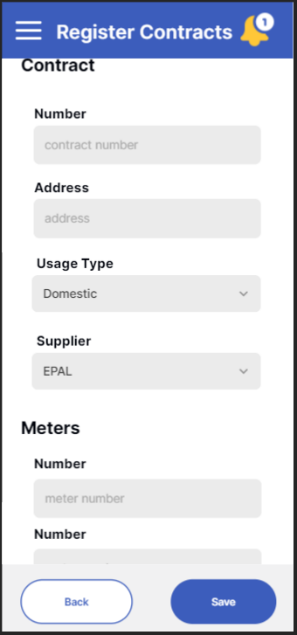 Register Contracts
1
Contract
Number
contract number
Address
address
Usage Type
Domestic
Supplier
EPAL
Meters
Number
meter number
Number
Back
Save